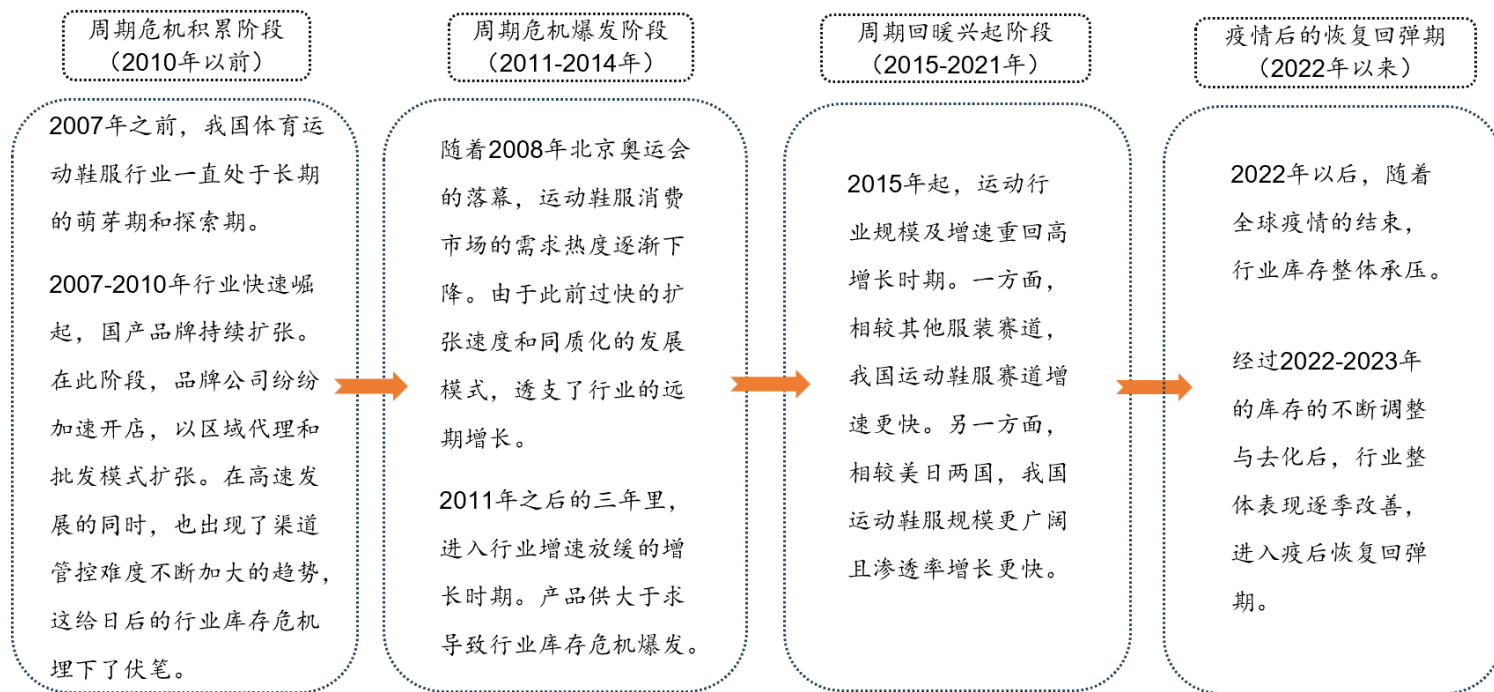 周期危机积累阶段
（2010年以前）
2007年之前，我国体育运
动鞋服行业一直处于长期
的萌芽期和探索期。
2007-2010年行业快速崛
起，国产品牌持续扩张。
在此阶段，品牌公司纷纷
加速开店，以区域代理和
批发模式扩张。在高速发
展的同时，也出现了渠道
管控难度不断加大的趋势，
这给日后的行业库存危机
埋下了伏笔。
周期危机爆发阶段
（2011-2014年）
随着2008年北京奥运会
的落幕，运动鞋服消费
市场的需求热度逐渐下
降。由于此前过快的扩
张速度和同质化的发展
模式，透支了行业的远
期增长。
2011年之后的三年里，
进入行业增速放缓的增
长时期。产品供大于求
导致行业库存危机爆发。
周期回暖兴起阶段
（2015-2021年）
2015年起，运动行
业规模及增速重回高
增长时期。一方面，
相较其他服装赛道，
我国运动鞋服赛道增
速更快。另一方面，
相较美日两国，我国
运动鞋服规模更广阔
且渗透率增长更快。
疫情后的恢复回弹期
（2022年以来）
2022年以后，随着
全球疫情的结束，
行业库存整体承压。
经过2022-2023年
的库存的不断调整
与去化后，行业整
体表现逐季改善，
进入疫后恢复回弹
期。